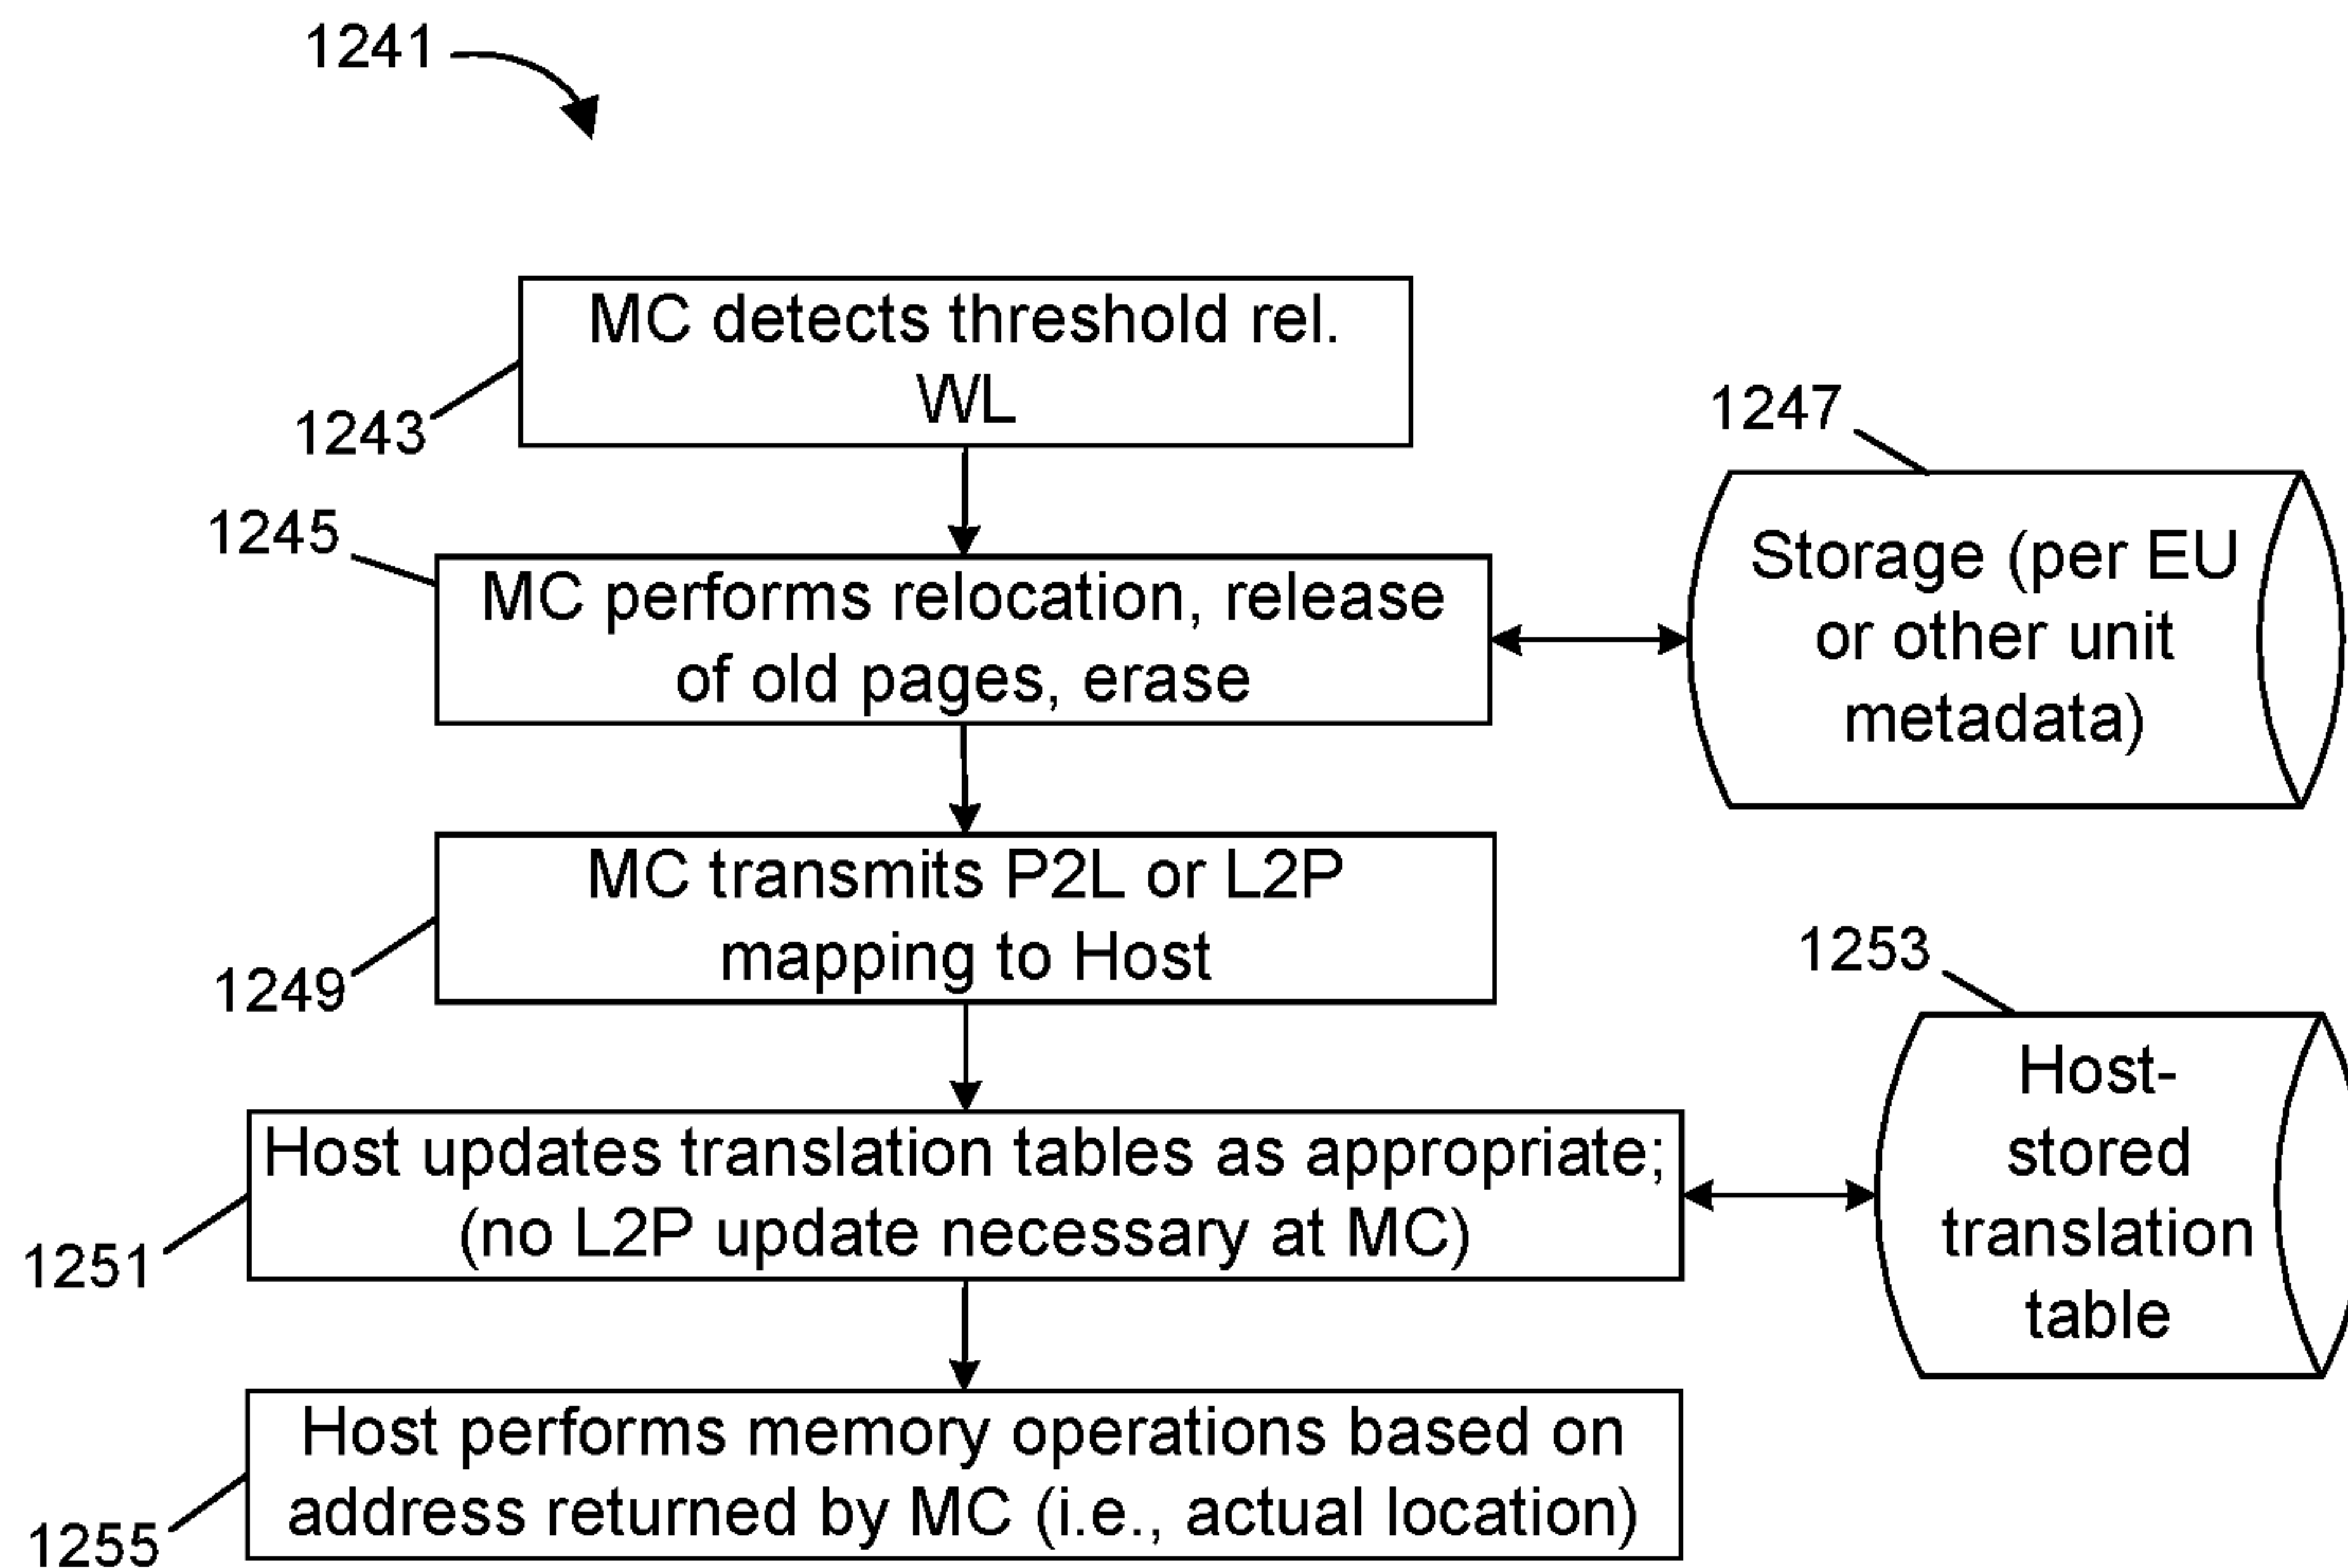 1241
MC detects threshold rel.
WL
1243
1247
1245
MC performs relocation, release
of old pages, erase
Storage (per EU
or other unit
metadata)
MC transmits P2L or L2P
mapping to Host
1249
1253
Host updates translation tables as appropriate;
(no L2P update necessary at MC)
1251
Host-
stored
translation
table
Host performs memory operations based on
address returned by MC (i.e., actual location)
1255